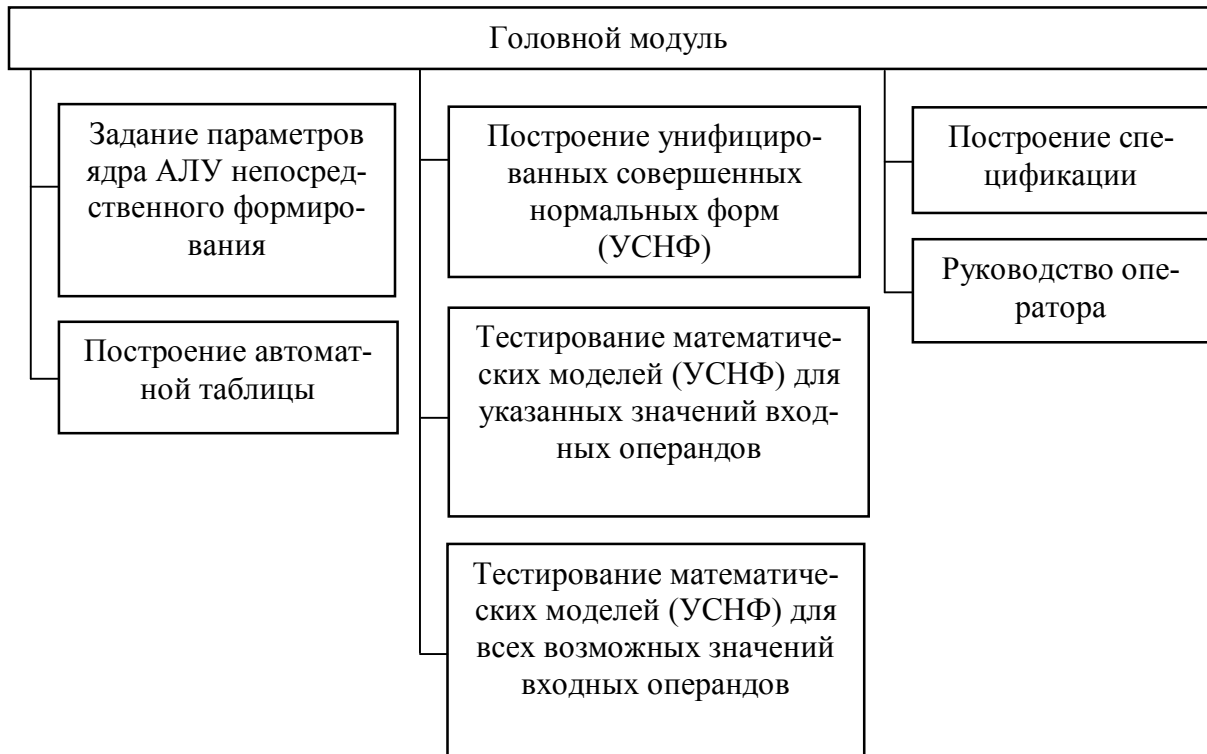 Головной модуль
Задание параметров
ядра АЛУ непосред-
ственного формиро-
вания
Построение автомат-
ной таблицы
Построение унифициро-
ванных совершенных
нормальных форм
(УСНФ)
Тестирование математиче-
ских моделей (УСНФ) для
указанных значений вход-
ных операндов
Тестирование математиче-
ских моделей (УСНФ) для
всех возможных значений
входных операндов
Построение спе-
цификации
Руководство опе-
ратора